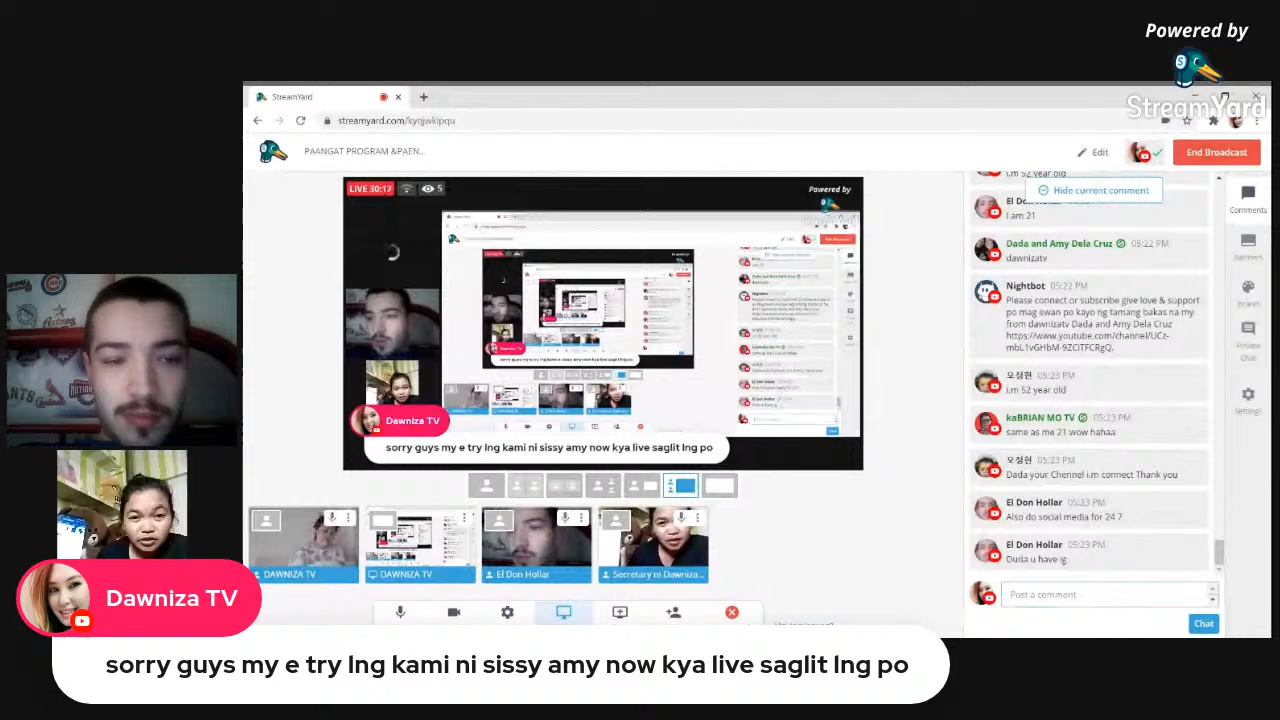 Powered by
StreamYard
StreamYard
streamyard.com/kyqjwkipqu
PAANGAT PROGRAM &PAEN...
Edit
End Broadcast
LIVE 30:17
5
Powered by
Dawniza TV
sorry guys my e try lng kami ni sissy amy now kya live saglit lng po
DAWNIZA TV
DAWNIZA TV
El Don Hollar
Secretary ni Dawniza...
I.m 52 year old
Hide current comment
El Don
I am 21
Dada and Amy Dela Cruz 05:22 PM
dawnizatv
Nightbot 05:22 PM
Please connect or subscribe give love & support
po mag ewan po kayo ng tamang bakas na my
from dawnizatv Dada and Amy Dela Cruz
https://www.youtube.com/channel/UCz-
오정현 05:23 PM
I.m 52 year old
kaBRIAN MO TV 05:23 PM
same as me 21 wow hahaa
오정현 05:23 PM
Dada your Chennel i.m connect Thank you
El Don Hollar 05:23 PM
Also do social media for 24 7
El Don Hollar 05:23 PM
Duda u have ig
Post a comment
Chat
Comments
Banners
Brand
Private
Chat
Settings
Dawniza TV
sorry guys my e try lng kami ni sissy amy now kya live saglit lng po